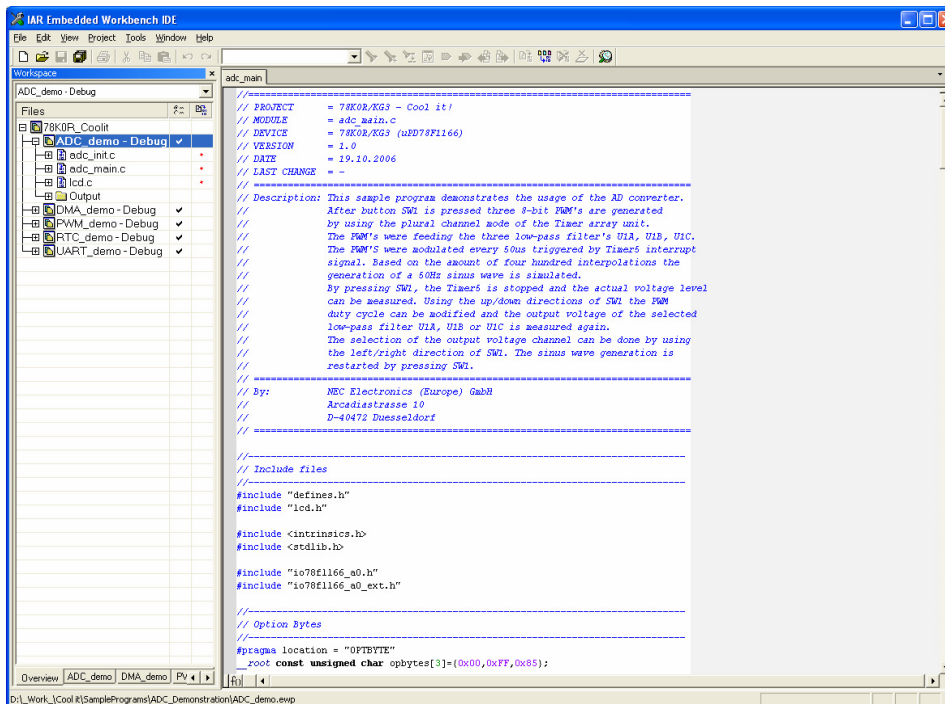 IAR Embedded Workbench IDE
File Edit View Project Tools Window Help
Workspace
ADC_demo - Debug
Files
78K0R_Coolit
ADC_demo - Debug
adc_init.c
adc_main.c
lcd.c
Output
DMA_demo - Debug
PWM_demo - Debug
RTC_demo - Debug
UART_demo - Debug
Overview ADC_demo DMA_demo PV
adc_main
//=============================================================================
// PROJECT = 78K0R/KG3 - Cool it!
// MODULE = adc_main.c
// DEVICE = 78K0R/KG3 (uPD78F1166)
// VERSION = 1.0
// DATE = 19.10.2006
// LAST CHANGE = -
// ============================================================================
// Description: This sample program demonstrates the usage of the AD converter.
// After button SW1 is pressed three 8-bit PWM's are generated
// by using the plural channel mode of the Timer array unit.
// The PWM's were feeding the three low-pass filter's U1A, U1B, U1C.
// The PWM'S were modulated every 50us triggered by Timer5 interrupt
// signal. Based on the amount of four hundred interpolations the
// generation of a 50Hz sinus wave is simulated.
// By pressing SW1, the Timer5 is stopped and the actual voltage level
// can be measured. Using the up/down directions of SW1 the PWM
// duty cycle can be modified and the output voltage of the selected
// low-pass filter U1A, U1B or U1C is measured again.
// The selection of the output voltage channel can be done by using
// the left/right direction of SW1. The sinus wave generation is
// restarted by pressing SW1.
// ============================================================================
// By: NEC Electronics (Europe) GmbH
// Arcadiastrasse 10
// D-40472 Duesseldorf
// ============================================================================
//-----------------------------------------------------------------------------
// Include files
//-----------------------------------------------------------------------------
#include "defines.h"
#include "lcd.h"
#include <intrinsics.h>
#include <stdlib.h>
#include "io78f1166_a0.h"
#include "io78f1166_a0_ext.h"
//-----------------------------------------------------------------------------
// Option Bytes
//-----------------------------------------------------------------------------
#pragma location = "OPTBYTE"
__root const unsigned char opbytes[3]={0x00,0xFF,0x85};
D:\_Work_\Cool it\SamplePrograms\ADC_Demonstration\ADC_demo.ewp